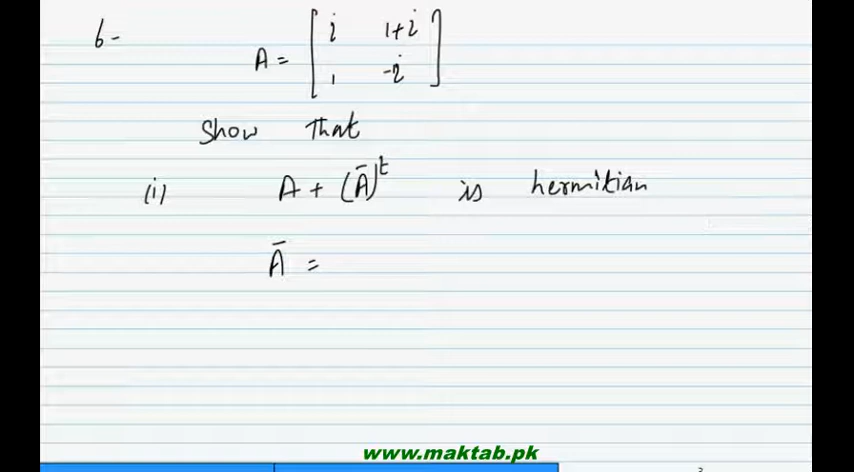 6-
A = [ i 1+i
1 -i ]
Show that
(i) A + (Ā)ᵗ is hermitian
Ā =
www.maktab.pk